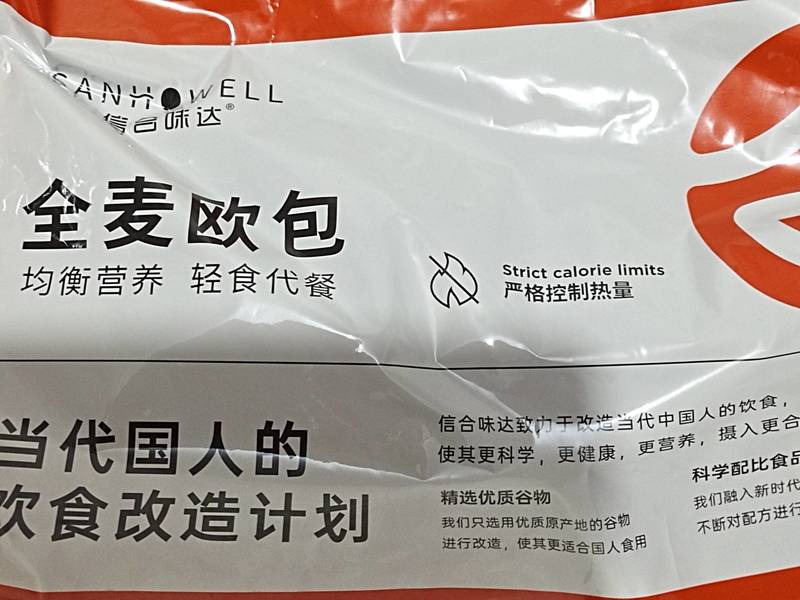 SANHOWELL
信合味达®
全麦欧包
均衡营养 轻食代餐
Strict calorie limits
严格控制热量
当代国人的
饮食改造计划
信合味达致力于改造当代中国人的饮食，
使其更科学，更健康，更营养，摄入更合
精选优质谷物
我们只选用优质原产地的谷物
进行改造，使其更适合国人食用
科学配比食品
我们融入新时代
不断对配方进行